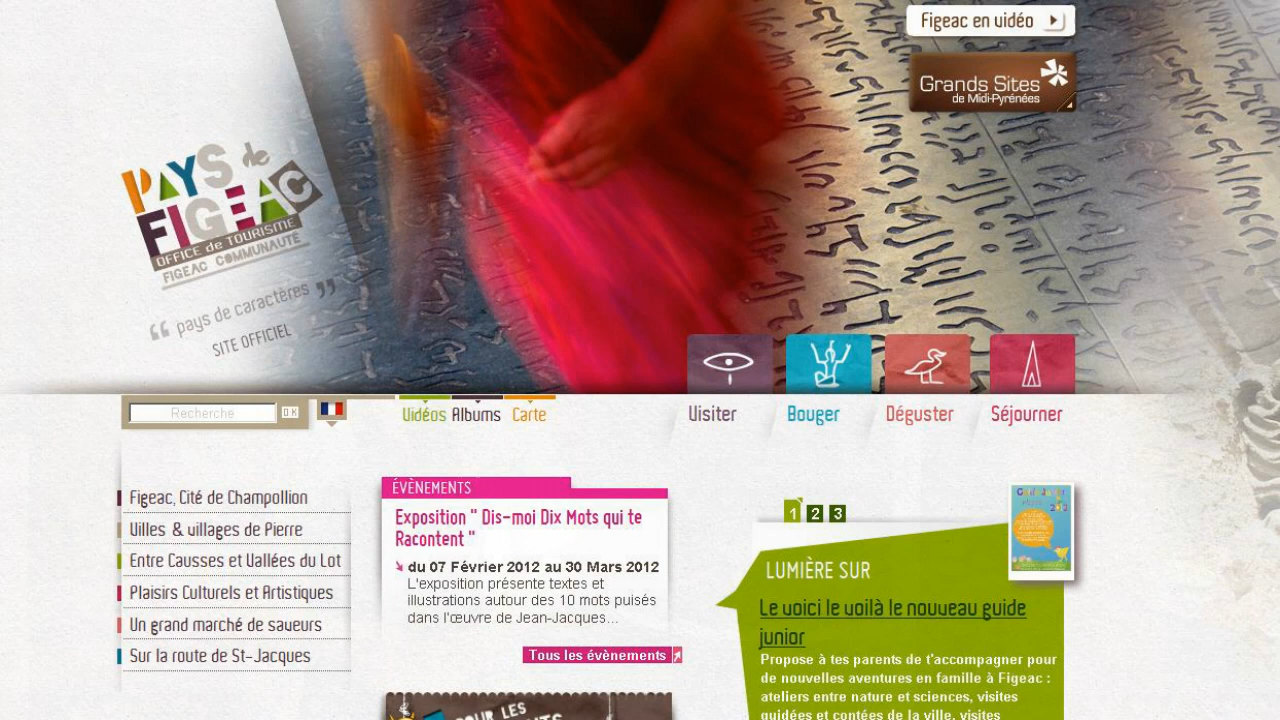 Figeac en vidéo
Grands Sites
de Midi-Pyrénées
PAYS de
FIGEAC
OFFICE de TOURISME
FIGEAC COMMUNAUTÉ
“ pays de caractères ”
SITE OFFICIEL
Recherche OK
Vidéos Albums Carte
Visiter Bouger Déguster Séjourner
Figeac, Cité de Champollion
Villes & villages de Pierre
Entre Causses et Vallées du Lot
Plaisirs Culturels et Artistiques
Un grand marché de saveurs
Sur la route de St-Jacques
ÉVÈNEMENTS
Exposition " Dis-moi Dix Mots qui te
Racontent "
du 07 Février 2012 au 30 Mars 2012
L'exposition présente textes et
illustrations autour des 10 mots puisés
dans l'œuvre de Jean-Jacques...
Tous les évènements
POUR LES
1 2 3
2012
LUMIÈRE SUR
Le voici le voilà le nouveau guide
junior
Propose à tes parents de t'accompagner pour
de nouvelles aventures en famille à Figeac :
ateliers entre nature et sciences, visites
guidées et contées de la ville, visites